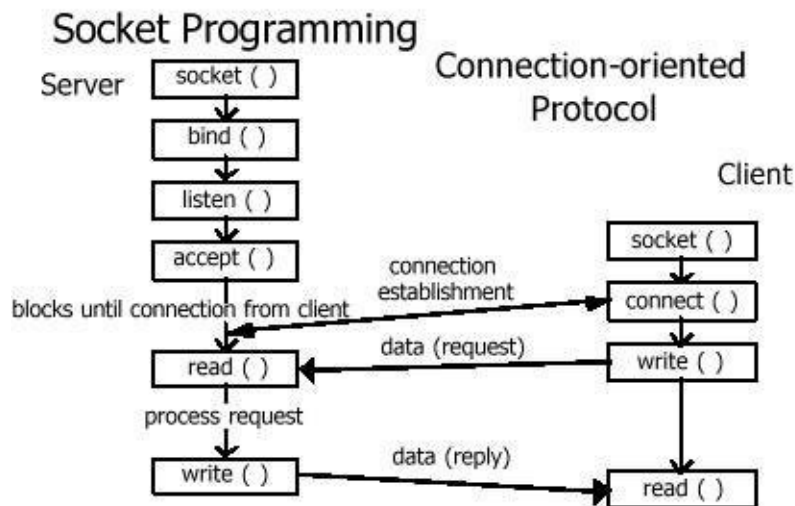 Socket Programming
Server
Connection-oriented
Protocol
Client
socket ( )
bind ( )
listen ( )
accept ( )
blocks until connection from client
read ( )
process request
write ( )
connection
establishment
data (request)
data (reply)
socket ( )
connect ( )
write ( )
read ( )